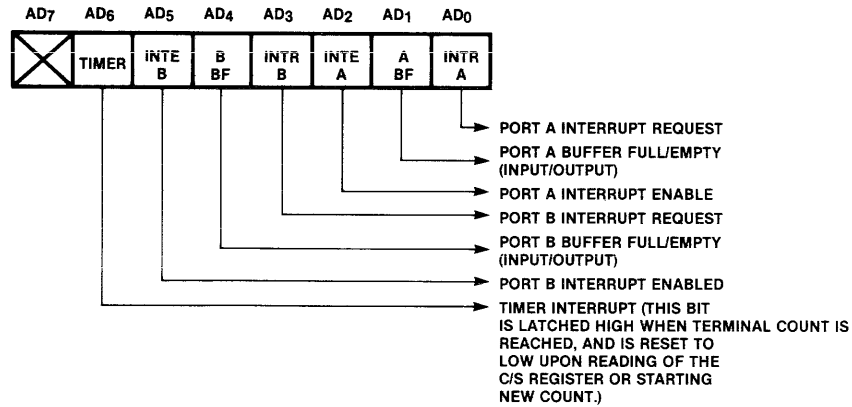 AD7 AD6 AD5 AD4 AD3 AD2 AD1 AD0
TIMER
INTE
B
B
BF
INTR
B
INTE
A
A
BF
INTR
A
PORT A INTERRUPT REQUEST
PORT A BUFFER FULL/EMPTY
(INPUT/OUTPUT)
PORT A INTERRUPT ENABLE
PORT B INTERRUPT REQUEST
PORT B BUFFER FULL/EMPTY
(INPUT/OUTPUT)
PORT B INTERRUPT ENABLED
TIMER INTERRUPT (THIS BIT
IS LATCHED HIGH WHEN TERMINAL COUNT IS
REACHED, AND IS RESET TO
LOW UPON READING OF THE
C/S REGISTER OR STARTING
NEW COUNT.)